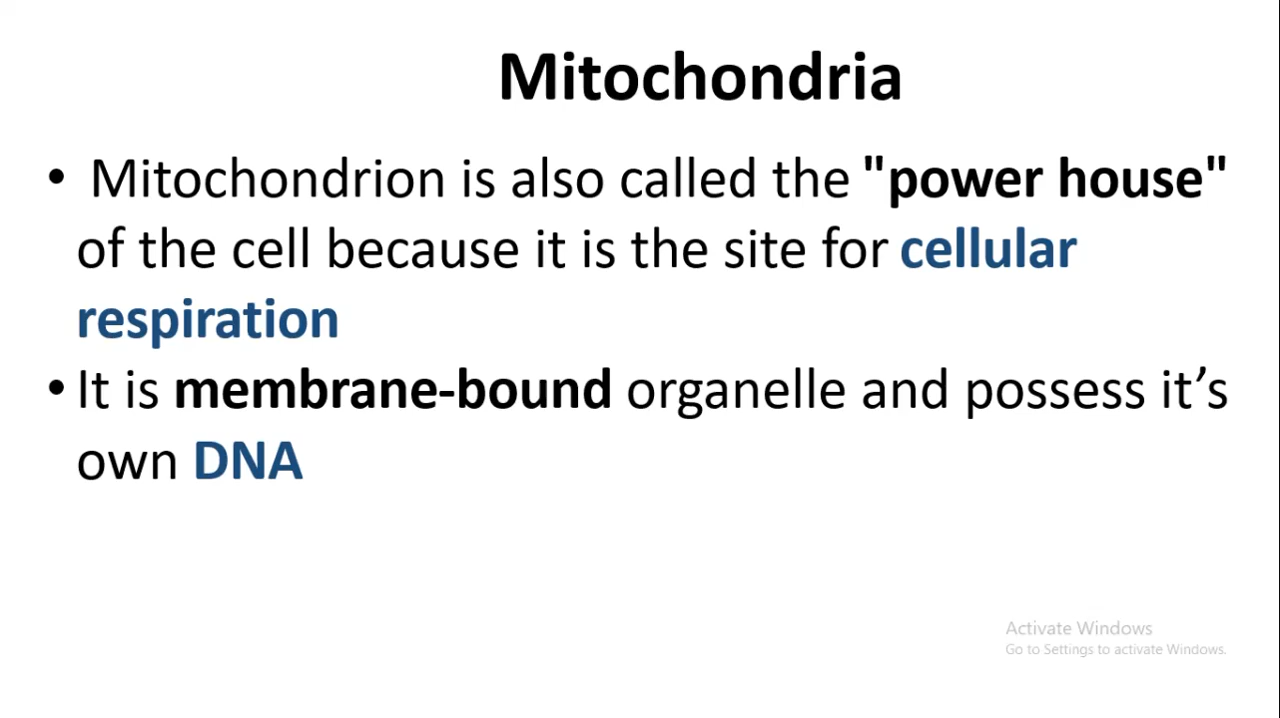 Mitochondria
• Mitochondrion is also called the "power house"
of the cell because it is the site for cellular
respiration
• It is membrane-bound organelle and possess it’s
own DNA
Activate Windows
Go to Settings to activate Windows.